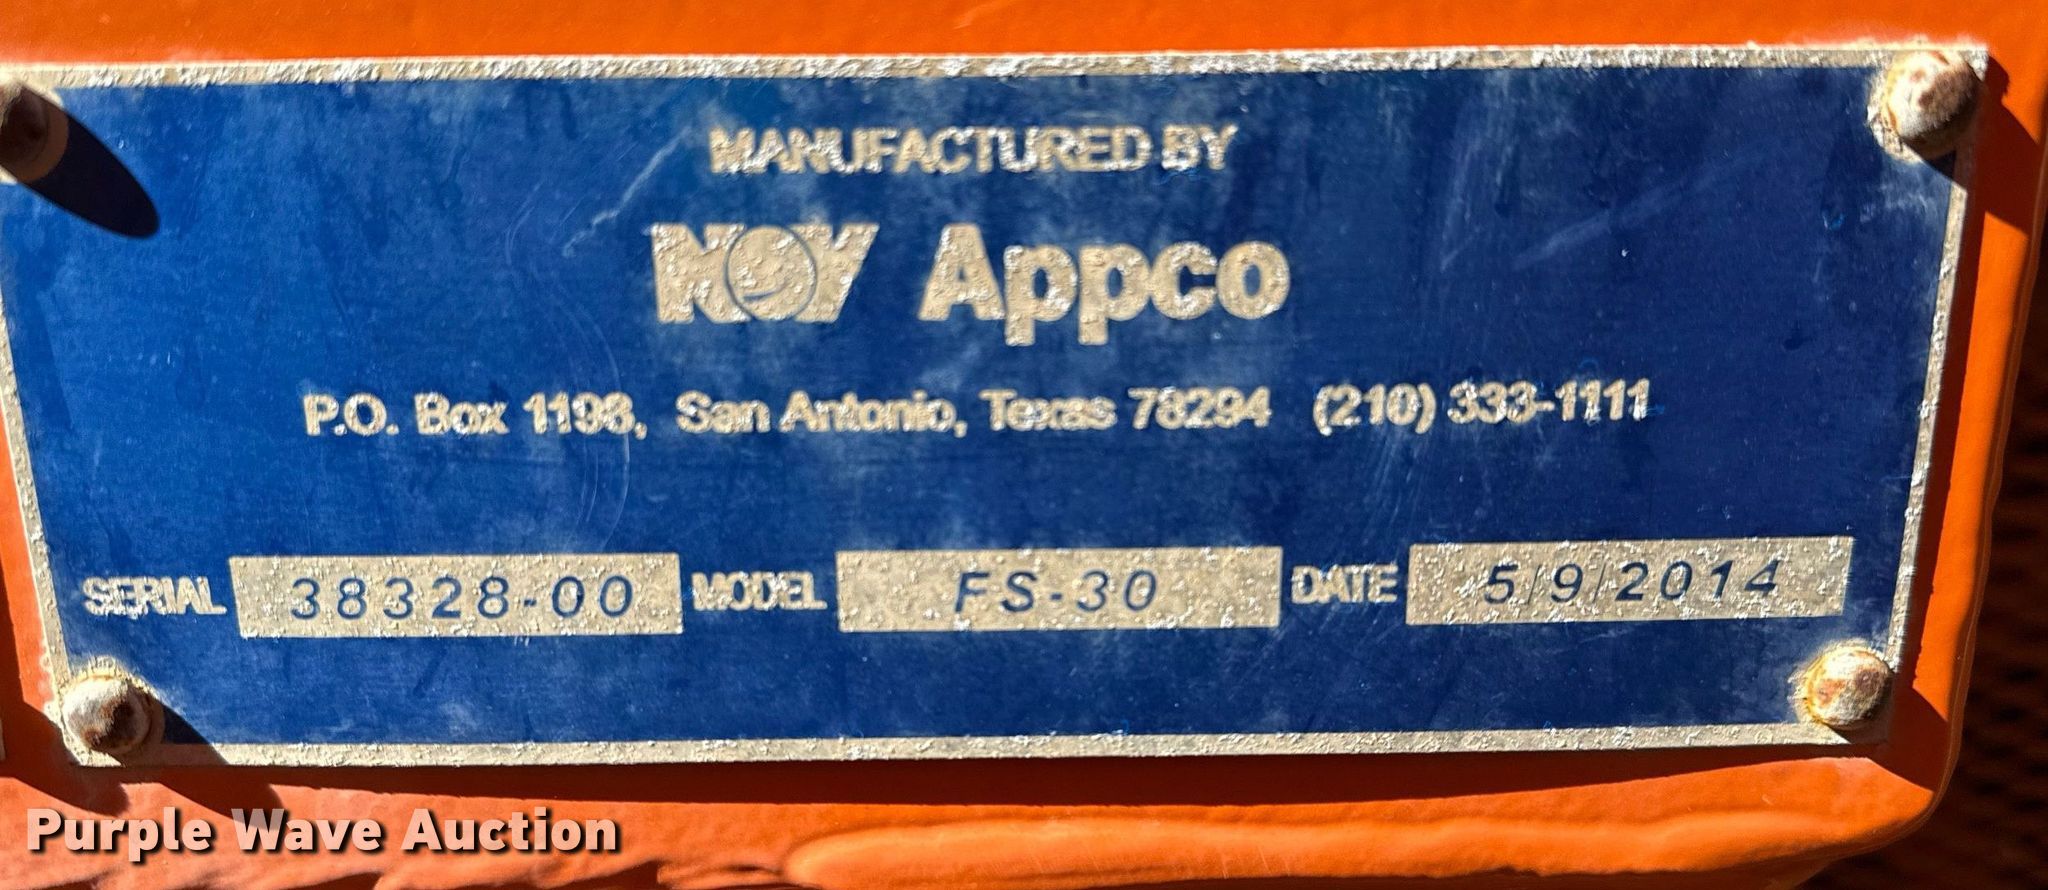 MANUFACTURED BY
NOV Appco
P.O. Box 1198, San Antonio, Texas 78294 (210) 333-1111
SERIAL 38328-00 MODEL FS-30 DATE 5/9/2014
Purple Wave Auction